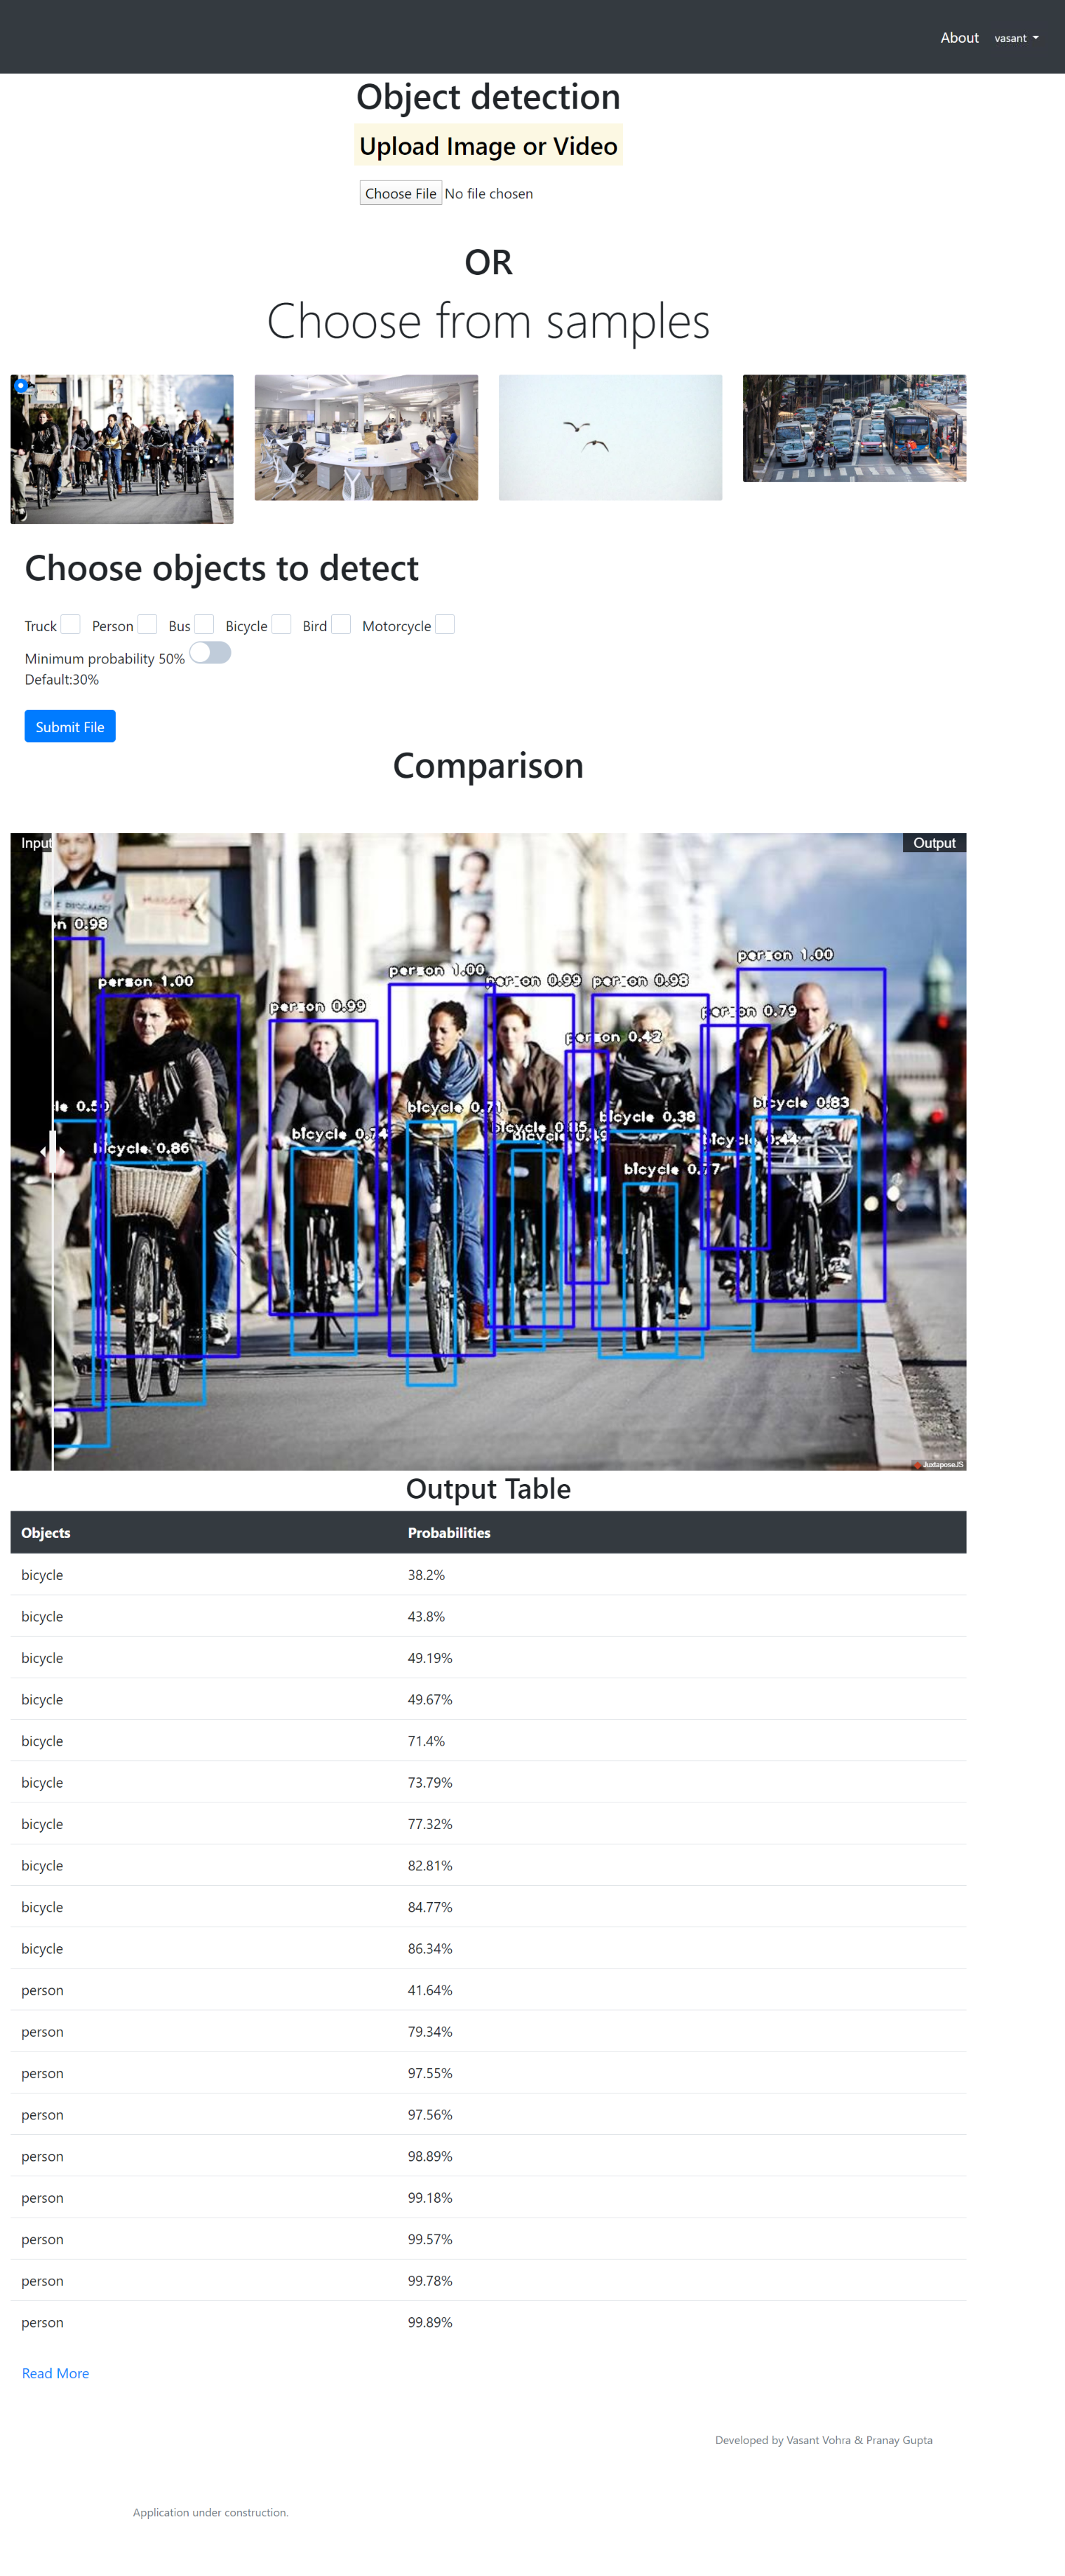 About vasant
Object detection
Upload Image or Video
Choose File No file chosen
OR
Choose from samples
Choose objects to detect
Truck Person Bus Bicycle Bird Motorcycle
Minimum probability 50%
Default:30%
Submit File
Comparison
Input Output
n 0.98
person 1.00
person 0.99
person 1.00
person 0.99
person 0.98
person 1.00
person 0.79
person 0.42
le 0.50
bicycle 0.86
bicycle 0.74
bicycle 0.71
bicycle 0.85
bicycle 0.49
bicycle 0.38
bicycle 0.77
bicycle 0.44
bicycle 0.83
JuxtaposeJS
Output Table
Objects Probabilities
bicycle 38.2%
bicycle 43.8%
bicycle 49.19%
bicycle 49.67%
bicycle 71.4%
bicycle 73.79%
bicycle 77.32%
bicycle 82.81%
bicycle 84.77%
bicycle 86.34%
person 41.64%
person 79.34%
person 97.55%
person 97.56%
person 98.89%
person 99.18%
person 99.57%
person 99.78%
person 99.89%
Read More
Developed by Vasant Vohra & Pranay Gupta
Application under construction.